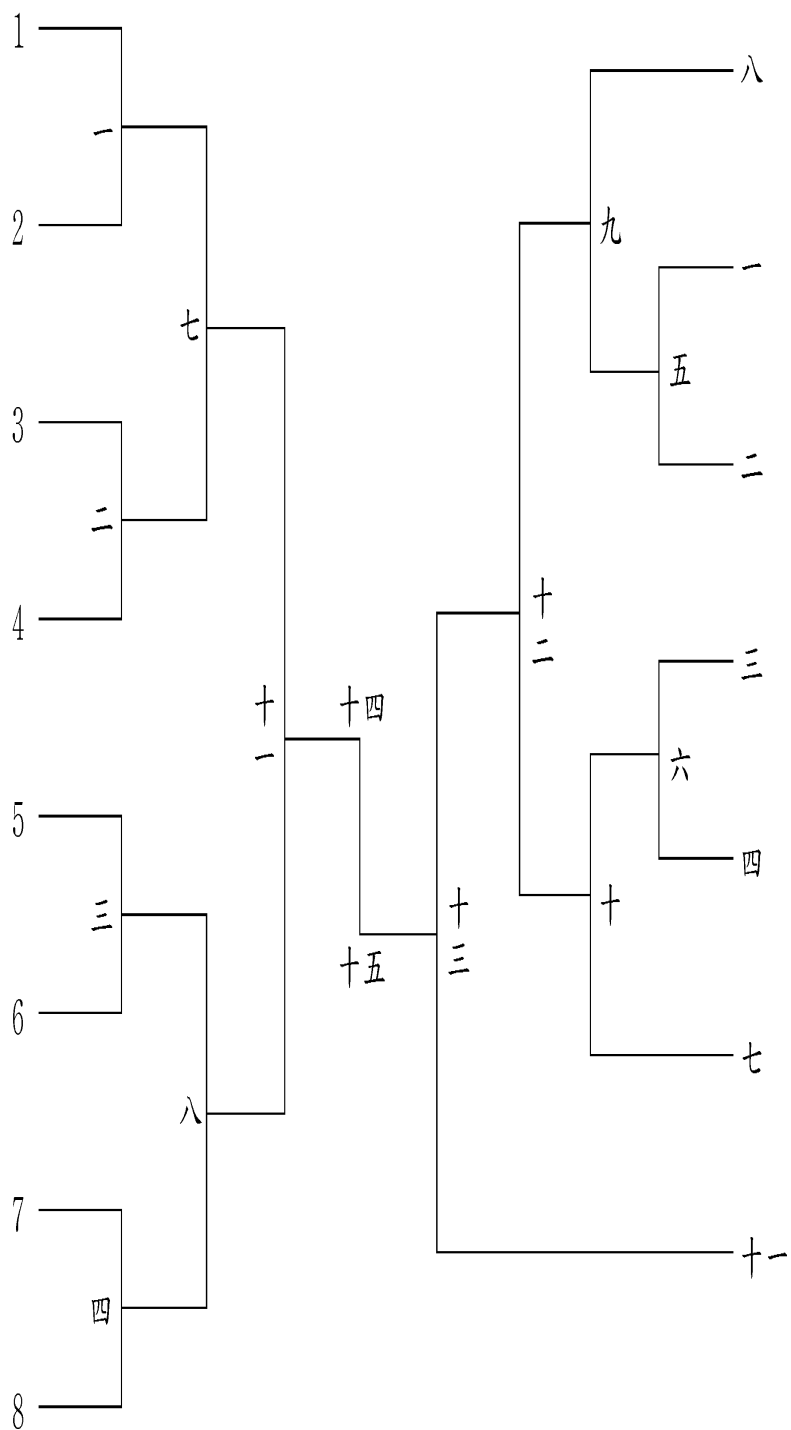 1
八
一
2
九
一
七
五
3
二
二
十
二
4
三
十
一
十四
六
5
四
三
十
三
十
十五
6
七
八
7
十一
四
8